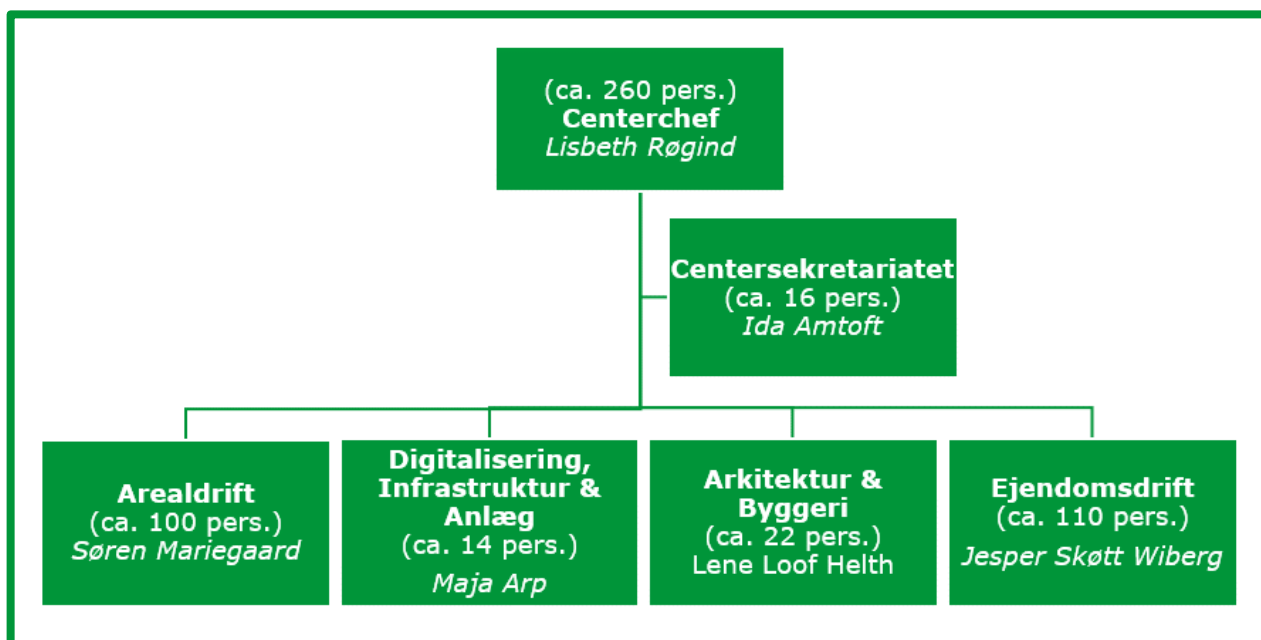 (ca. 260 pers.)
Centerchef
Lisbeth Røgind
Centersekretariatet
(ca. 16 pers.)
Ida Amtoft
Arealdrift
(ca. 100 pers.)
Søren Mariegaard
Digitalisering,
Infrastruktur &
Anlæg
(ca. 14 pers.)
Maja Arp
Arkitektur &
Byggeri
(ca. 22 pers.)
Lene Loof Helth
Ejendomsdrift
(ca. 110 pers.)
Jesper Skøtt Wiberg